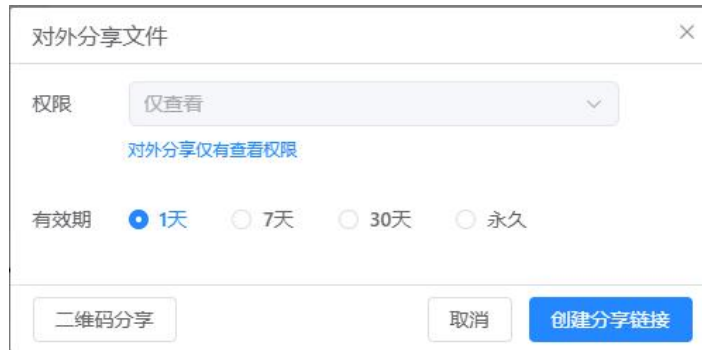 对外分享文件
权限 仅查看
对外分享仅有查看权限
有效期 1天 7天 30天 永久
二维码分享 取消 创建分享链接